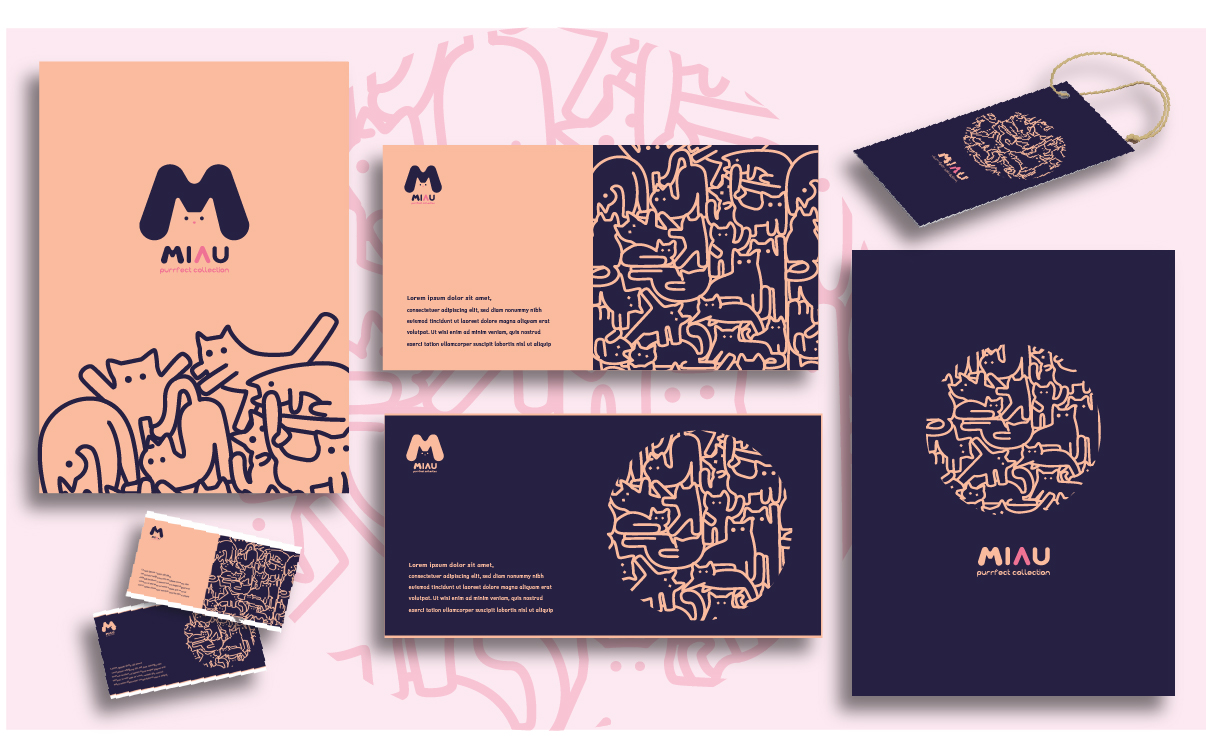 MIAU
purrfect collection
MIAU
Lorem ipsum dolor sit amet,
consectetuer adipiscing elit, sed diam nonummy nibh
euismod tincidunt ut laoreet dolore magna aliquam erat
volutpat. Ut wisi enim ad minim veniam, quis nostrud
exerci tation ullamcorper suscipit lobortis nisl ut aliquip
MIAU
MIAU
purrfect collection
Lorem ipsum dolor sit amet,
consectetuer adipiscing elit, sed diam nonummy nibh
euismod tincidunt ut laoreet dolore magna aliquam erat
volutpat. Ut wisi enim ad minim veniam, quis nostrud
exerci tation ullamcorper suscipit lobortis nisl ut aliquip
MIAU
purrfect collection